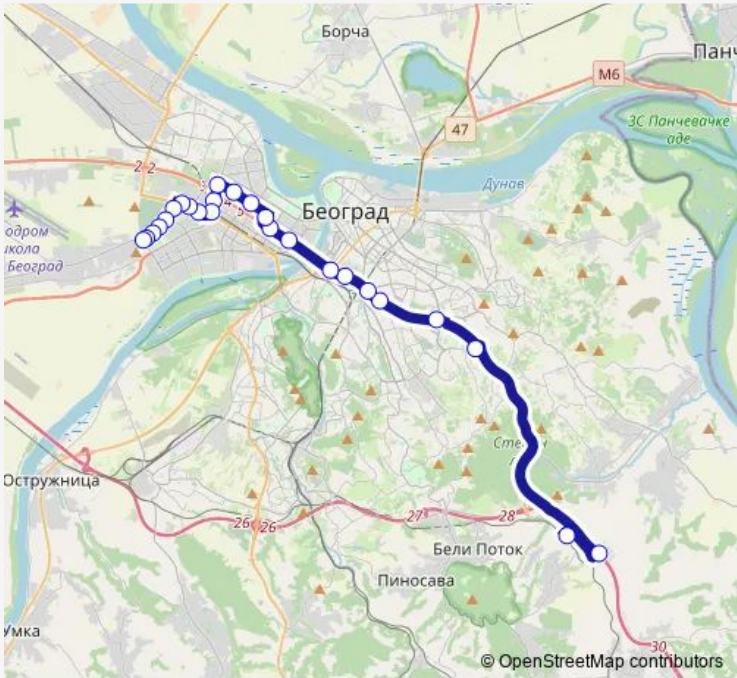 Борча
Панч
M6
47
ЗС Панчевачке
аде
2 2
Дунав
Београд
одром
икола
Београд
Остружница
26
26
27
28
Бели Поток
Пиносава
Умка
30
© OpenStreetMap contributors